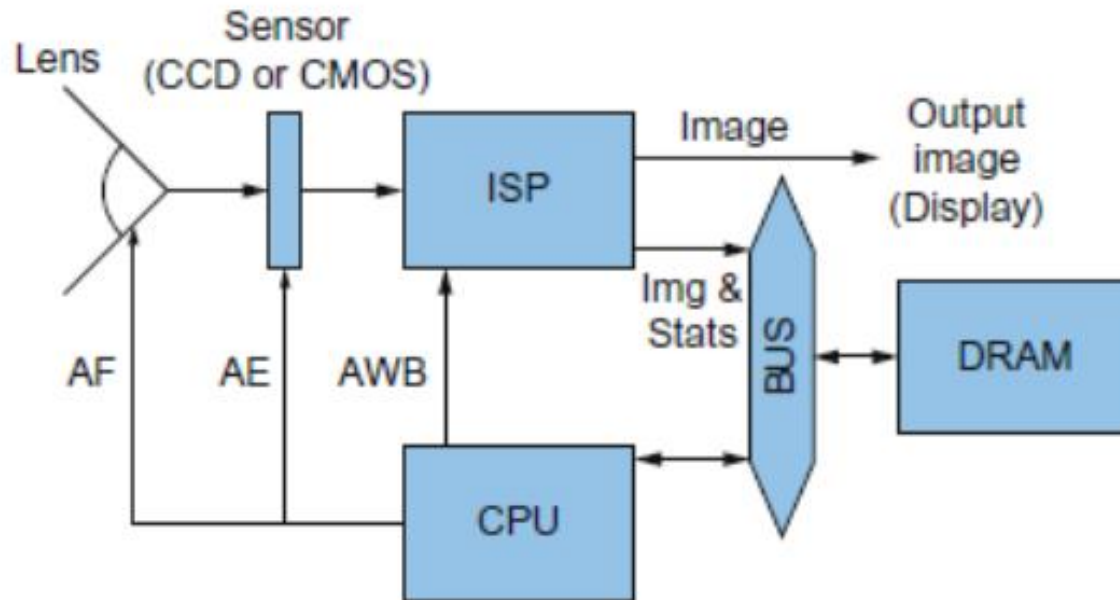 Lens
Sensor
(CCD or CMOS)
ISP
Image
Output
image
(Display)
Img &
Stats
BUS
DRAM
AF
AE
AWB
CPU